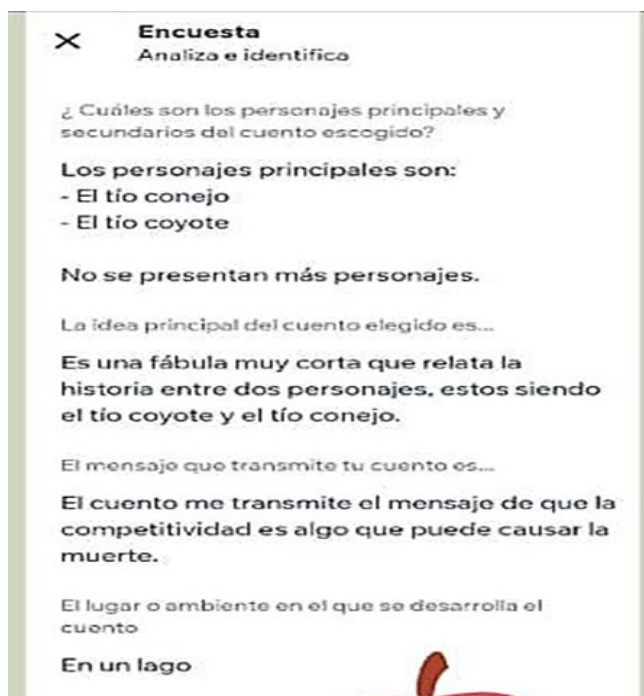 Encuesta
Analiza e identifica
¿ Cuáles son los personajes principales y
secundarios del cuento escogido?
Los personajes principales son:
- El tío conejo
- El tío coyote
No se presentan más personajes.
La idea principal del cuento elegido es...
Es una fábula muy corta que relata la
historia entre dos personajes, estos siendo
el tío coyote y el tío conejo.
El mensaje que transmite tu cuento es...
El cuento me transmite el mensaje de que la
competitividad es algo que puede causar la
muerte.
El lugar o ambiente en el que se desarrolla el
cuento
En un lago